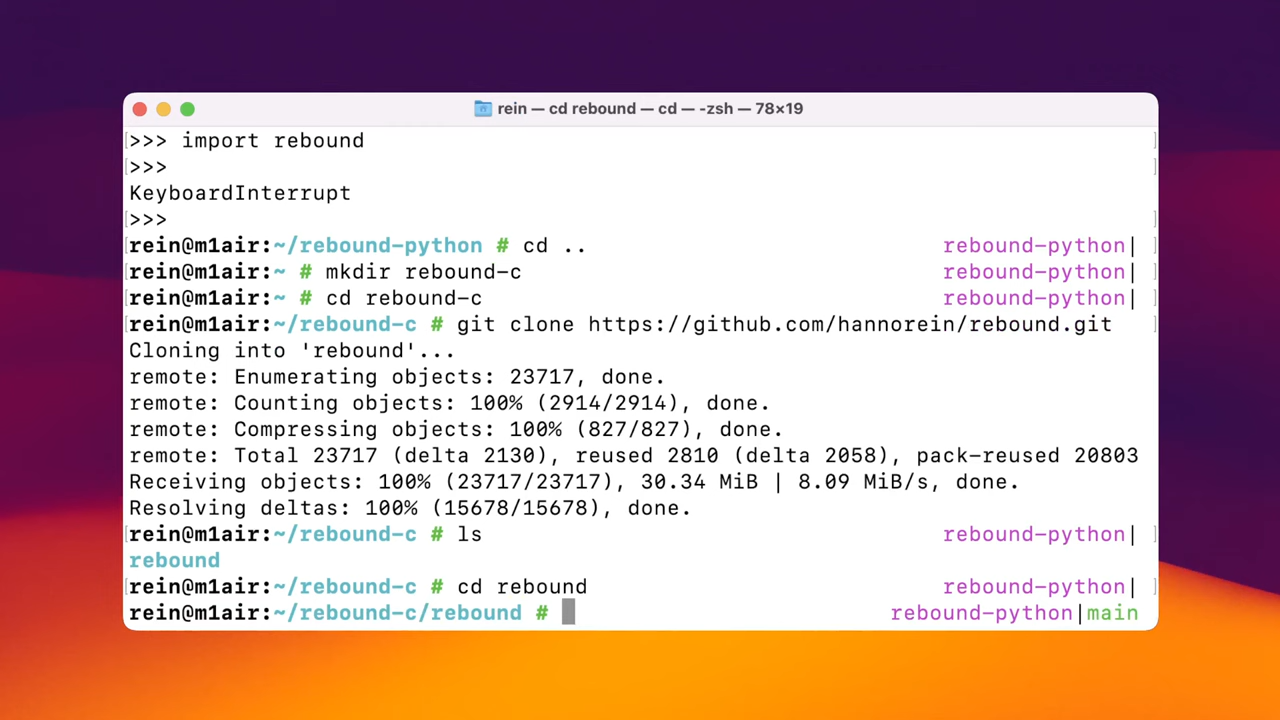 rein — cd rebound — cd — -zsh — 78×19
[>>> import rebound ]
[>>> ]
KeyboardInterrupt
[>>> ]
[rein@m1air:~/rebound-python # cd .. rebound-python| ]
[rein@m1air:~ # mkdir rebound-c rebound-python| ]
[rein@m1air:~ # cd rebound-c rebound-python| ]
[rein@m1air:~/rebound-c # git clone https://github.com/hannorein/rebound.git ]
Cloning into 'rebound'...
remote: Enumerating objects: 23717, done.
remote: Counting objects: 100% (2914/2914), done.
remote: Compressing objects: 100% (827/827), done.
remote: Total 23717 (delta 2130), reused 2810 (delta 2058), pack-reused 20803
Receiving objects: 100% (23717/23717), 30.34 MiB | 8.09 MiB/s, done.
Resolving deltas: 100% (15678/15678), done.
[rein@m1air:~/rebound-c # ls rebound-python| ]
rebound
[rein@m1air:~/rebound-c # cd rebound rebound-python| ]
rein@m1air:~/rebound-c/rebound # rebound-python|main